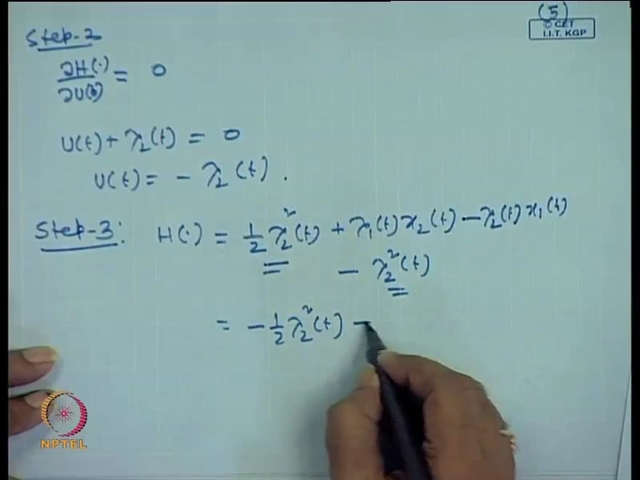 (5)
© CET
I.I.T. KGP
Step-2
∂H(·)/∂U(t) = 0
U(t) + λ₂(t) = 0
U(t) = - λ₂(t).
Step-3: H(·) = 1/2 λ₂²(t) + λ₁(t) x₂(t) - λ₂(t) x₁(t)
- λ₂²(t)
= - 1/2 λ₂²(t) -
NPTEL